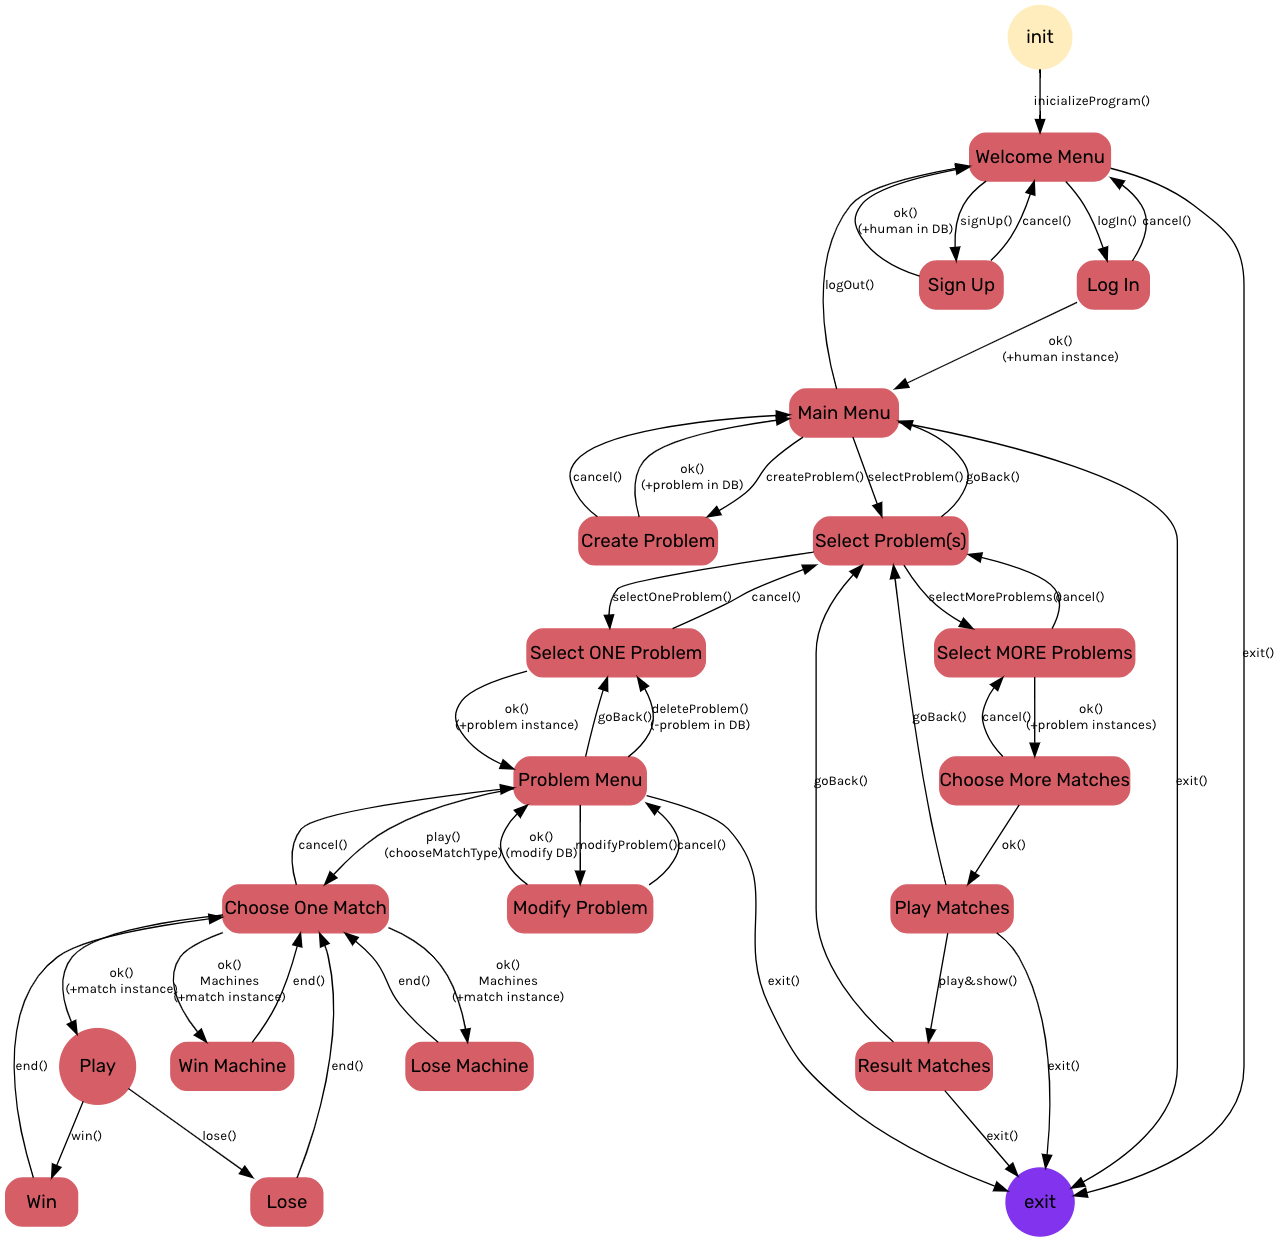 init
inicializeProgram()
Welcome Menu
ok()
(+human in DB)
signUp()
cancel()
logIn()
cancel()
Sign Up
Log In
logOut()
ok()
(+human instance)
Main Menu
cancel()
ok()
(+problem in DB)
createProblem()
selectProblem()
goBack()
Create Problem
Select Problem(s)
selectOneProblem()
cancel()
selectMoreProblems()
cancel()
exit()
Select ONE Problem
Select MORE Problems
ok()
(+problem instance)
goBack()
deleteProblem()
(-problem in DB)
goBack()
cancel()
ok()
(+problem instances)
Problem Menu
goBack()
Choose More Matches
exit()
cancel()
play()
(chooseMatchType)
ok()
(modify DB)
modifyProblem()
cancel()
ok()
Choose One Match
Modify Problem
Play Matches
ok()
(+match instance)
ok()
Machines
(+match instance)
end()
end()
ok()
Machines
(+match instance)
exit()
play&show()
Play
Win Machine
Lose Machine
Result Matches
end()
end()
exit()
win()
lose()
exit()
Win
Lose
exit